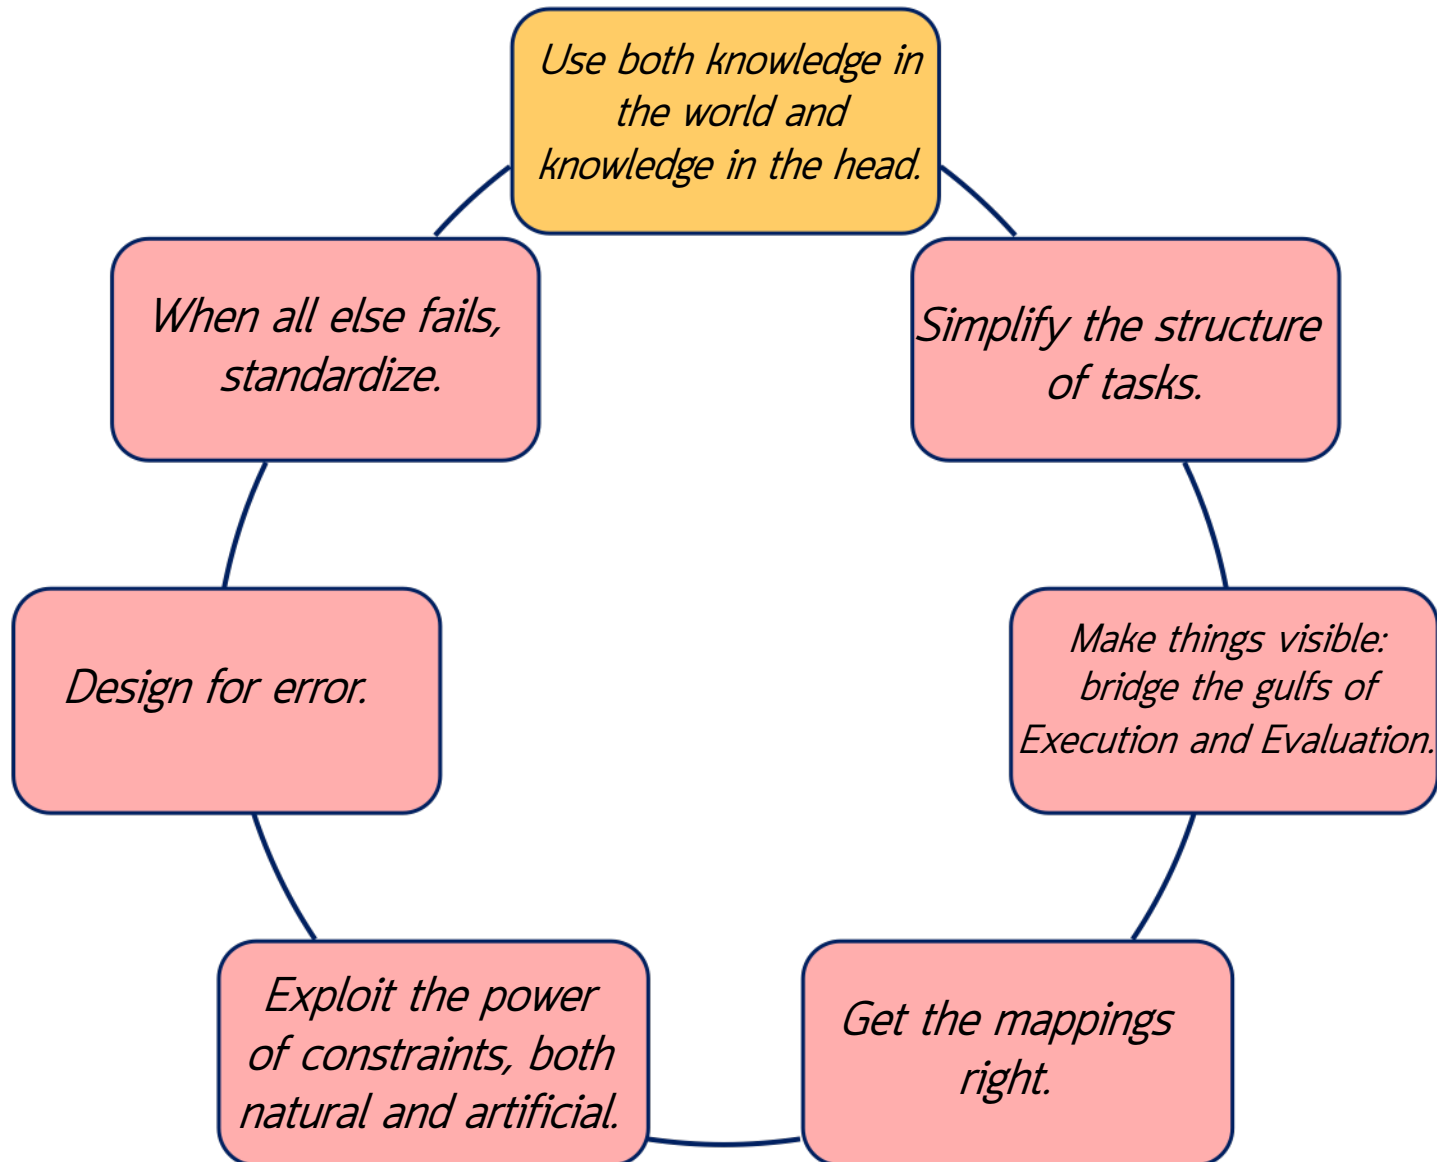 Use both knowledge in
the world and
knowledge in the head.
Simplify the structure
of tasks.
Make things visible:
bridge the gulfs of
Execution and Evaluation.
Get the mappings
right.
Exploit the power
of constraints, both
natural and artificial.
Design for error.
When all else fails,
standardize.